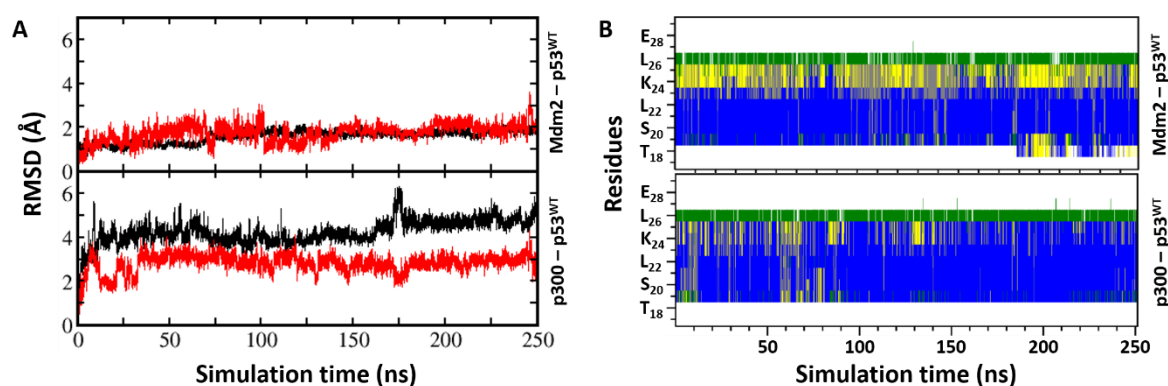 A
RMSD (Å)
6
4
2
0
6
4
2
0
0 50 100 150 200 250
Simulation time (ns)
Mdm2 – p53WT
p300 – p53WT
B
Residues
E28
L26
K24
L22
S20
T18
E28
L26
K24
L22
S20
T18
50 100 150 200 250
Simulation time (ns)
Mdm2 – p53WT
p300 – p53WT